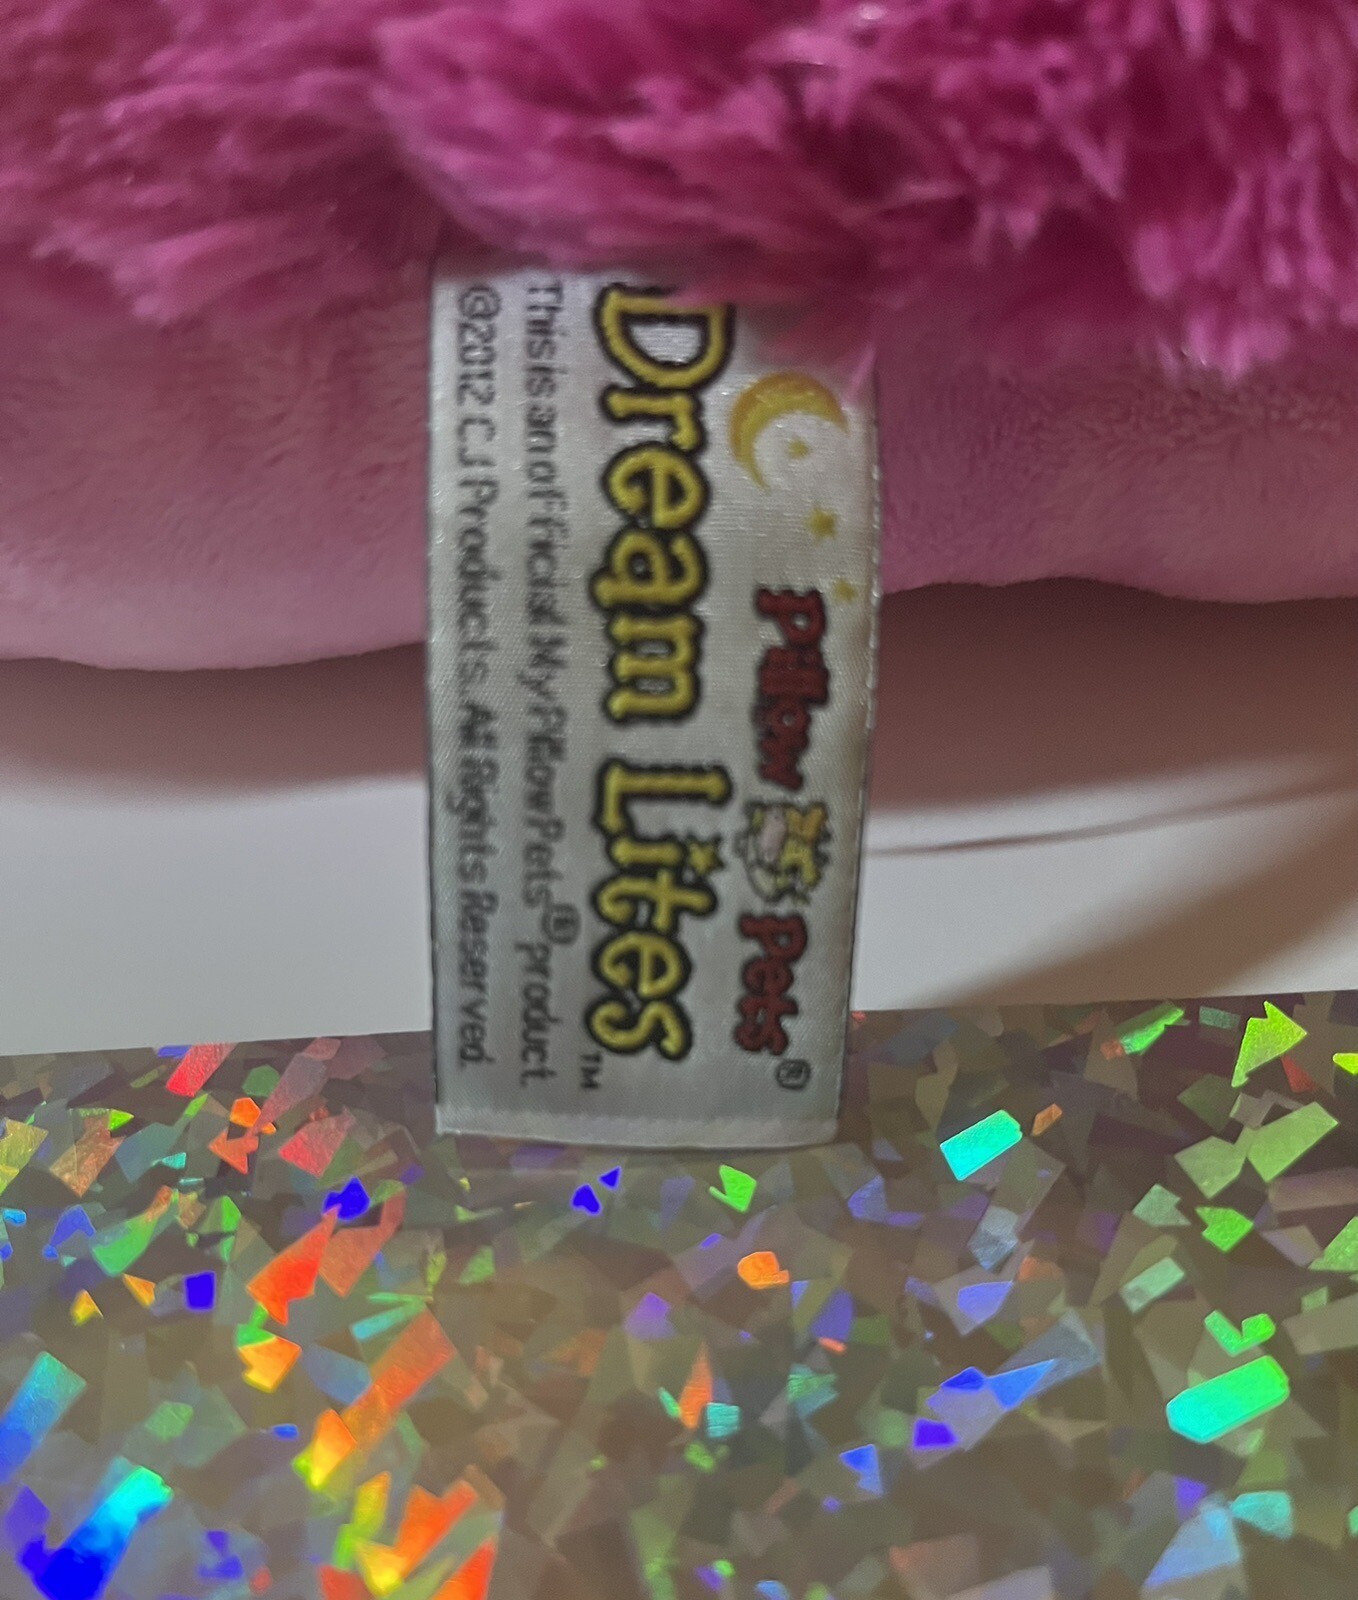 Pillow Pets®
Dream Lites™
This is an official My Pillow Pets® product.
©2012 CJ Products. All Rights Reserved.